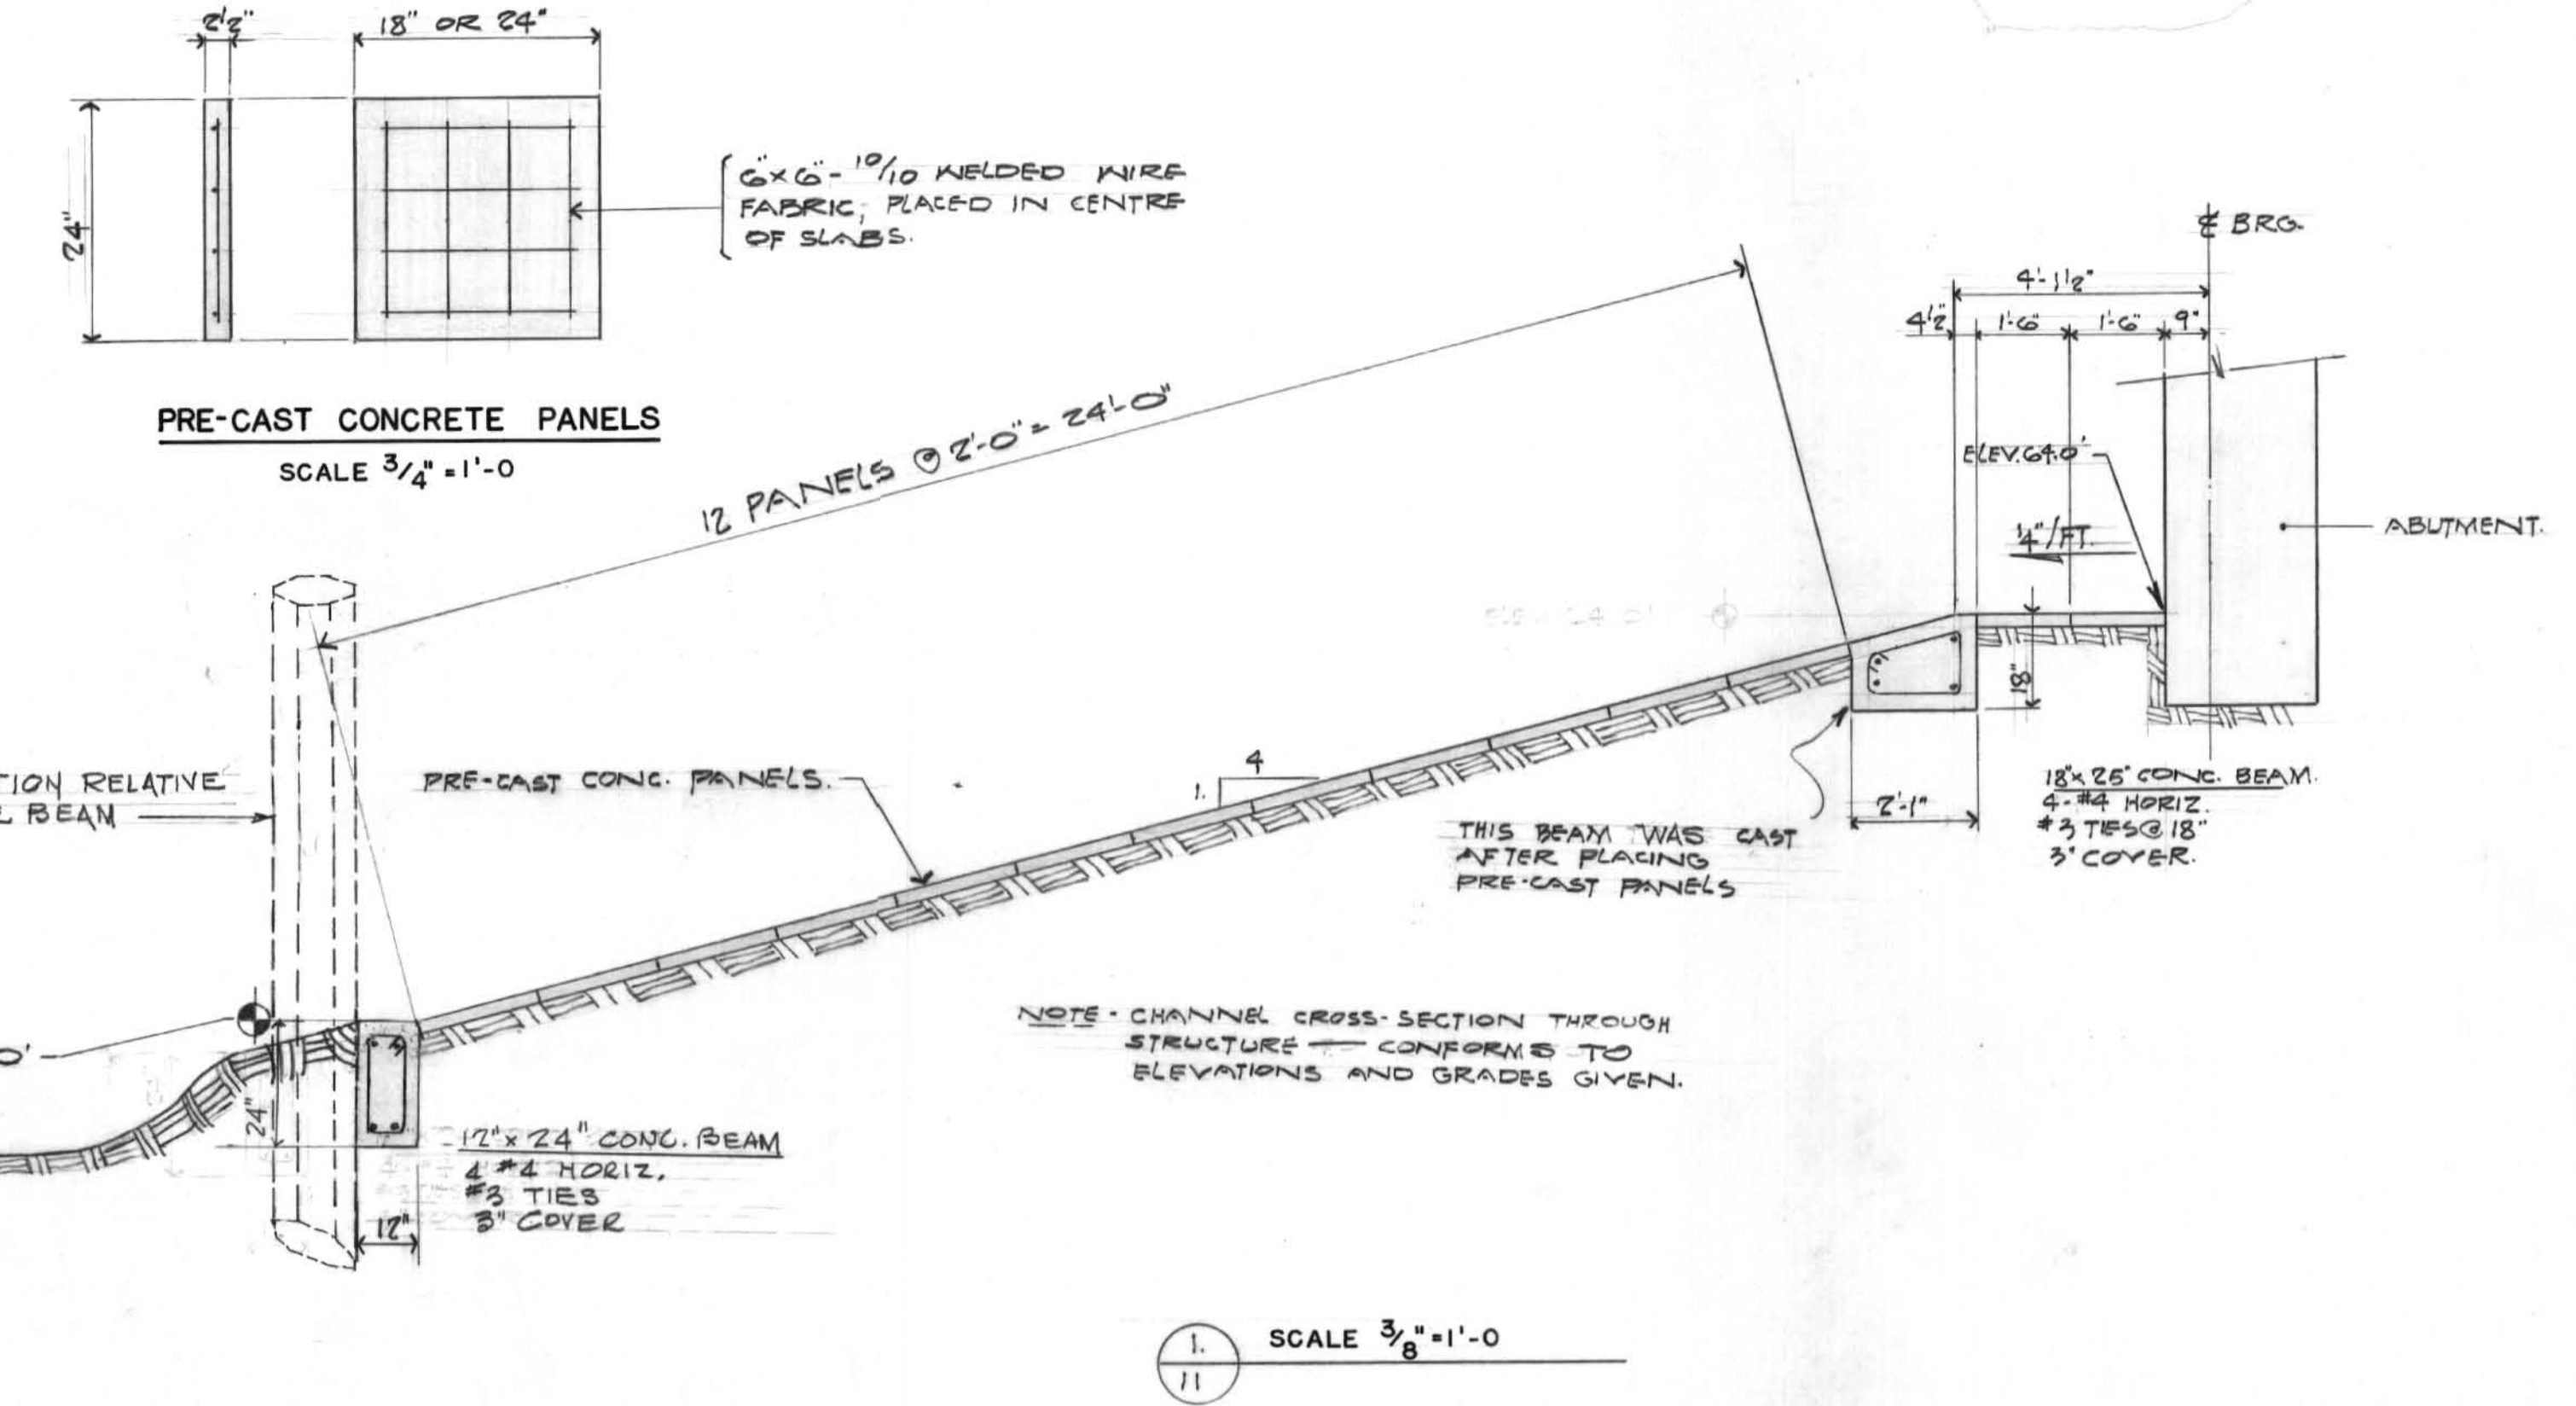 2½"
18" OR 24"
24"
6"x6"- 10/10 WELDED WIRE
FABRIC, PLACED IN CENTRE
OF SLABS.
PRE-CAST CONCRETE PANELS
SCALE 3/4" = 1'-0
12 PANELS @ 2'-0" = 24'-0"
℄ BRG.
4'-1½"
4½"
1'-6"
1'-6"
9"
ELEV. 64.0'
¼"/FT.
ABUTMENT.
18"
TION RELATIVE
L BEAM
PRE-CAST CONC. PANELS.
4
1.
THIS BEAM WAS CAST
AFTER PLACING
PRE-CAST PANELS
2'-1"
18"x 25" CONC. BEAM.
4-#4 HORIZ.
#3 TIES @ 18"
3" COVER.
0'
24"
12"x 24" CONC. BEAM
4 #4 HORIZ.
#3 TIES
3" COVER
12"
NOTE - CHANNEL CROSS-SECTION THROUGH
STRUCTURE — CONFORMS TO
ELEVATIONS AND GRADES GIVEN.
1.
11
SCALE 3/8" = 1'-0